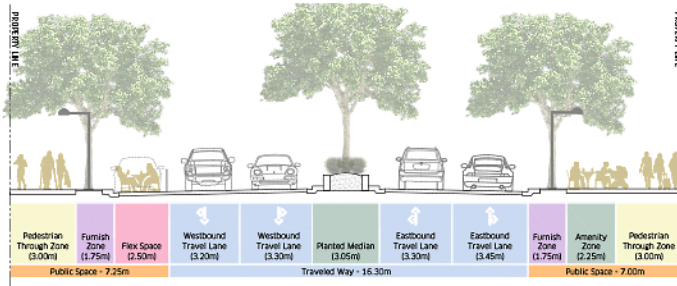 PROPERTY LINE
Pedestrian
Through Zone
(3.00m)
Furnish
Zone
(1.75m)
Flex Space
(2.50m)
Westbound
Travel Lane
(3.20m)
Westbound
Travel Lane
(3.30m)
Planted Median
(3.05m)
Eastbound
Travel Lane
(3.30m)
Eastbound
Travel Lane
(3.45m)
Furnish
Zone
(1.75m)
Amenity
Zone
(2.25m)
Pedestrian
Through Zone
(3.00m)
Public Space - 7.25m
Traveled Way - 16.30m
Public Space - 7.00m